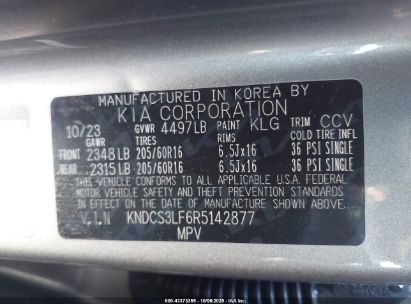 MANUFACTURED IN KOREA BY
KIA CORPORATION
10/23 GVWR 4497LB PAINT KLG TRIM CCV
GAWR TIRES RIMS COLD TIRE INFL
FRONT 2348LB 205/60R16 6.5Jx16 36 PSI SINGLE
GAWR
REAR 2315LB 205/60R16 6.5Jx16 36 PSI SINGLE
THIS VEHICLE CONFORMS TO ALL APPLICABLE U.S. FEDERAL
MOTOR VEHICLE SAFETY AND THEFT PREVENTION STANDARDS IN
EFFECT ON THE DATE OF MANUFACTURE SHOWN ABOVE.
V.I.N KNDCS3LF6R5142877
MPV